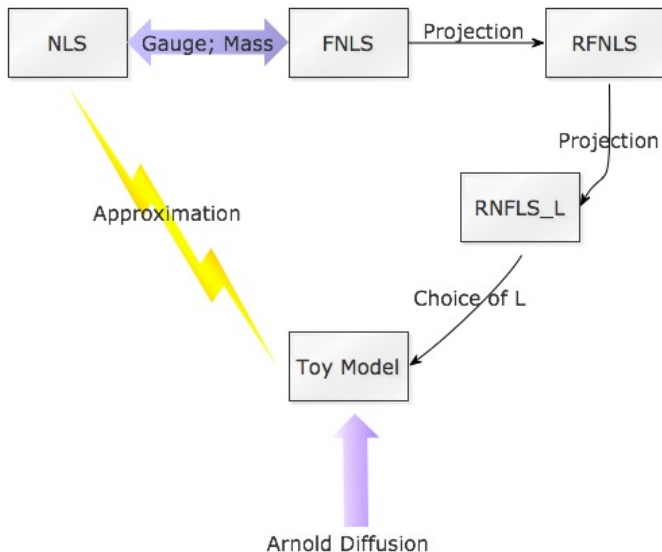 NLS
Gauge; Mass
FNLS
Projection
RFNLS
Projection
RNFLS_L
Approximation
Choice of L
Toy Model
Arnold Diffusion